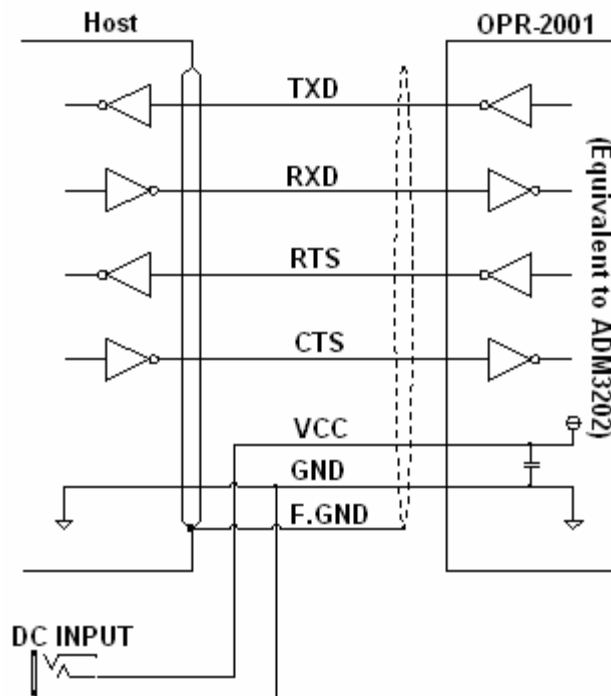 Host
OPR-2001
TXD
RXD
RTS
CTS
VCC
GND
F.GND
(Equivalent to ADM3202)
DC INPUT